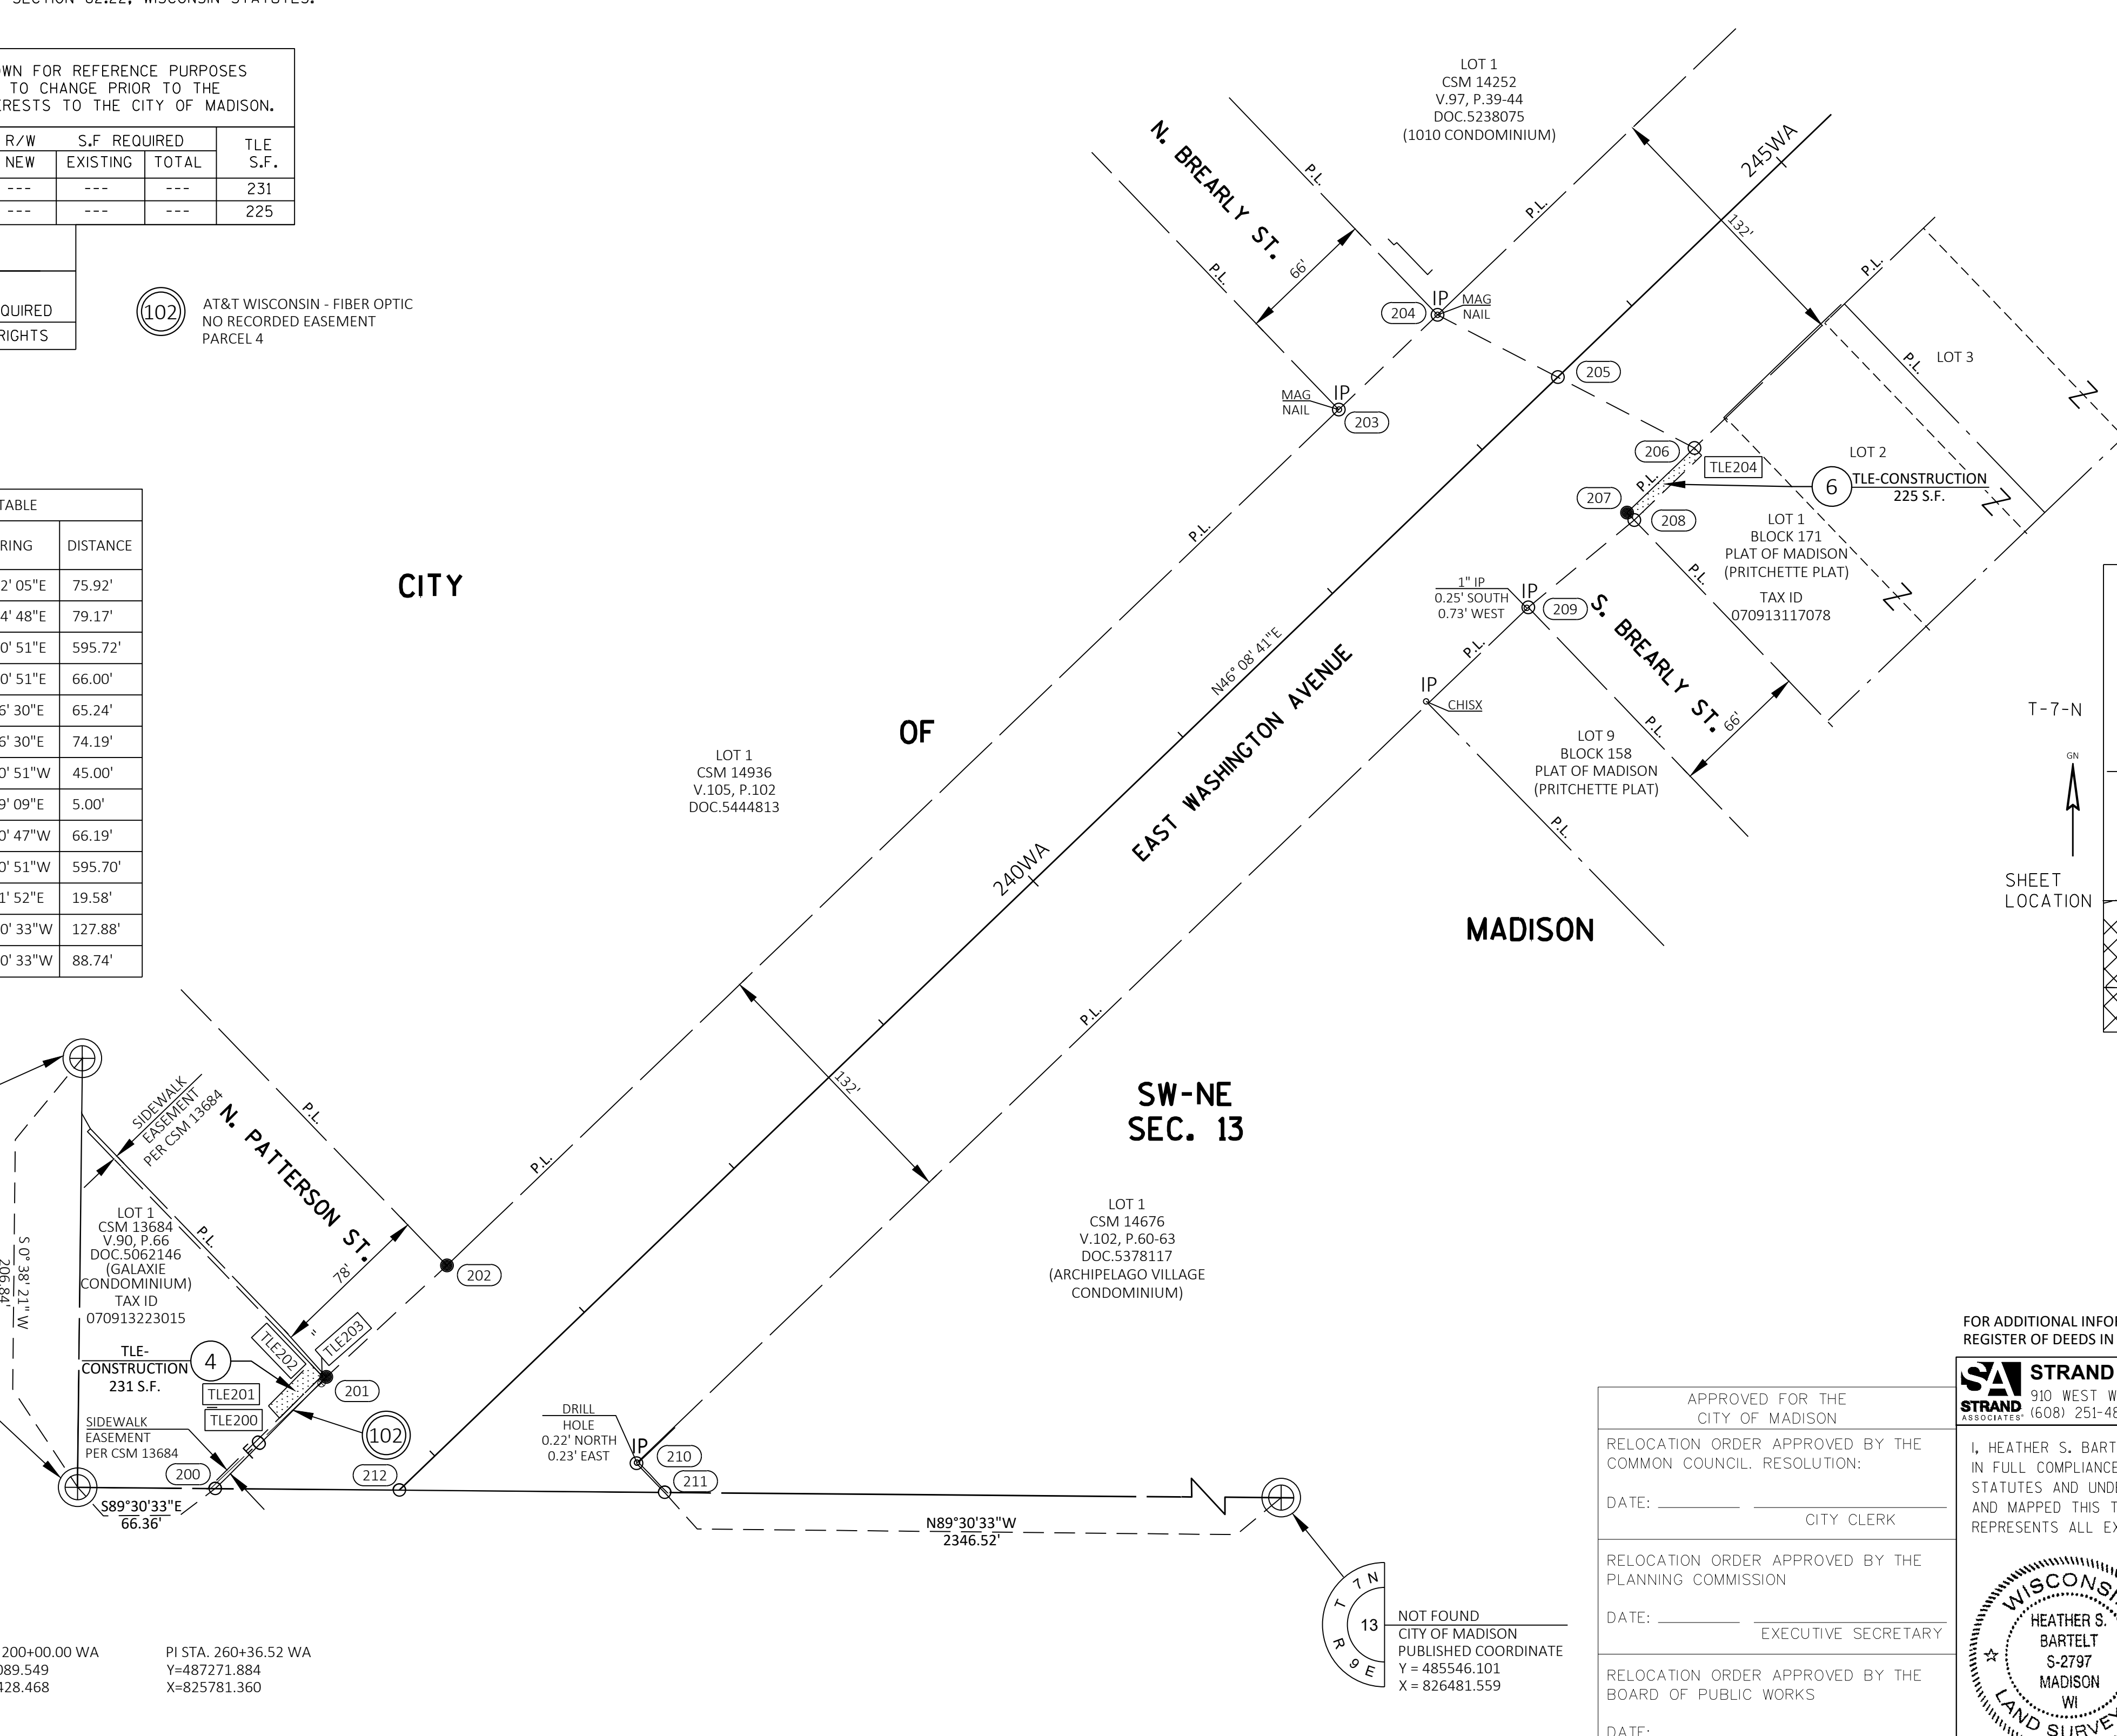 SECTION 62.22, WISCONSIN STATUTES.
WN FOR REFERENCE PURPOSES
TO CHANGE PRIOR TO THE
ERESTS TO THE CITY OF MADISON.
R/W S.F REQUIRED TLE
NEW EXISTING TOTAL S.F.
--- --- --- 231
--- --- --- 225
QUIRED
RIGHTS
102
AT&T WISCONSIN - FIBER OPTIC
NO RECORDED EASEMENT
PARCEL 4
TABLE
RING DISTANCE
2' 05"E 75.92'
4' 48"E 79.17'
0' 51"E 595.72'
0' 51"E 66.00'
6' 30"E 65.24'
6' 30"E 74.19'
0' 51"W 45.00'
9' 09"E 5.00'
0' 47"W 66.19'
0' 51"W 595.70'
1' 52"E 19.58'
0' 33"W 127.88'
0' 33"W 88.74'
LOT 1
CSM 14252
V.97, P.39-44
DOC.5238075
(1010 CONDOMINIUM)
N. BREARLY ST.
P.L.
P.L.
66'
P.L.
245WA
132'
P.L.
204
IP
MAG
NAIL
205
MAG
NAIL
IP
203
P.L.
LOT 3
Z
206
TLE204
LOT 2
6
TLE-CONSTRUCTION
225 S.F.
Z
P.L.
207
208
LOT 1
BLOCK 171
PLAT OF MADISON
(PRITCHETTE PLAT)
TAX ID
070913117078
Z
P.L.
P.L.
1" IP
0.25' SOUTH
0.73' WEST
IP
209
S. BREARLY ST.
66'
P.L.
P.L.
IP
CHISX
N46° 08' 41"E
EAST WASHINGTON AVENUE
LOT 9
BLOCK 158
PLAT OF MADISON
(PRITCHETTE PLAT)
P.L.
CITY
OF
MADISON
LOT 1
CSM 14936
V.105, P.102
DOC.5444813
240WA
T-7-N
GN
SHEET
LOCATION
P.L.
132'
SW-NE
SEC. 13
SIDEWALK
EASEMENT
PER CSM 13684
N. PATTERSON ST.
P.L.
P.L.
P.L.
78'
202
S 0° 38' 21" W
206.84'
LOT 1
CSM 13684
V.90, P.66
DOC.5062146
(GALAXIE
CONDOMINIUM)
TAX ID
070913223015
TLE-
CONSTRUCTION
231 S.F.
4
TLE202
TLE203
TLE201
TLE200
201
102
SIDEWALK
EASEMENT
PER CSM 13684
F
200
212
S89°30'33"E
66.36'
DRILL
HOLE
0.22' NORTH
0.23' EAST
IP
210
211
LOT 1
CSM 14676
V.102, P.60-63
DOC.5378117
(ARCHIPELAGO VILLAGE
CONDOMINIUM)
N89°30'33"W
2346.52'
T 7 N
13
R 9 E
NOT FOUND
CITY OF MADISON
PUBLISHED COORDINATE
Y = 485546.101
X = 826481.559
200+00.00 WA
089.549
428.468
PI STA. 260+36.52 WA
Y=487271.884
X=825781.360
APPROVED FOR THE
CITY OF MADISON
RELOCATION ORDER APPROVED BY THE
COMMON COUNCIL. RESOLUTION:
DATE:
CITY CLERK
RELOCATION ORDER APPROVED BY THE
PLANNING COMMISSION
DATE:
EXECUTIVE SECRETARY
RELOCATION ORDER APPROVED BY THE
BOARD OF PUBLIC WORKS
DATE:
FOR ADDITIONAL INFO
REGISTER OF DEEDS IN
SA
STRAND
ASSOCIATES
STRAND
910 WEST W
(608) 251-48
I, HEATHER S. BART
IN FULL COMPLIANCE
STATUTES AND UND
AND MAPPED THIS T
REPRESENTS ALL EX
WISCONS
HEATHER S.
BARTELT
S-2797
MADISON
WI
LAND SURVEY